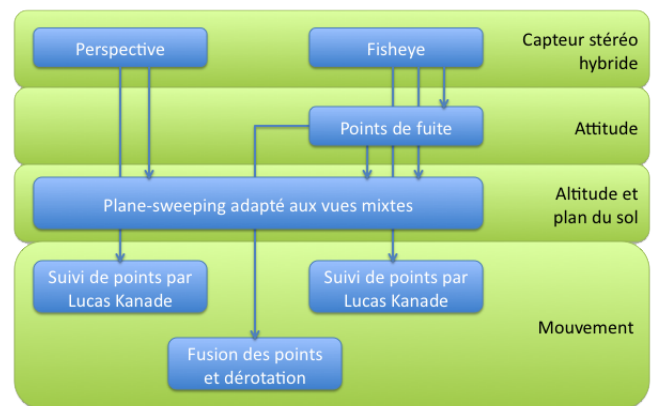 Perspective
Fisheye
Capteur stéréo
hybride
Points de fuite
Attitude
Plane-sweeping adapté aux vues mixtes
Altitude et
plan du sol
Suivi de points par
Lucas Kanade
Suivi de points par
Lucas Kanade
Mouvement
Fusion des points
et dérotation